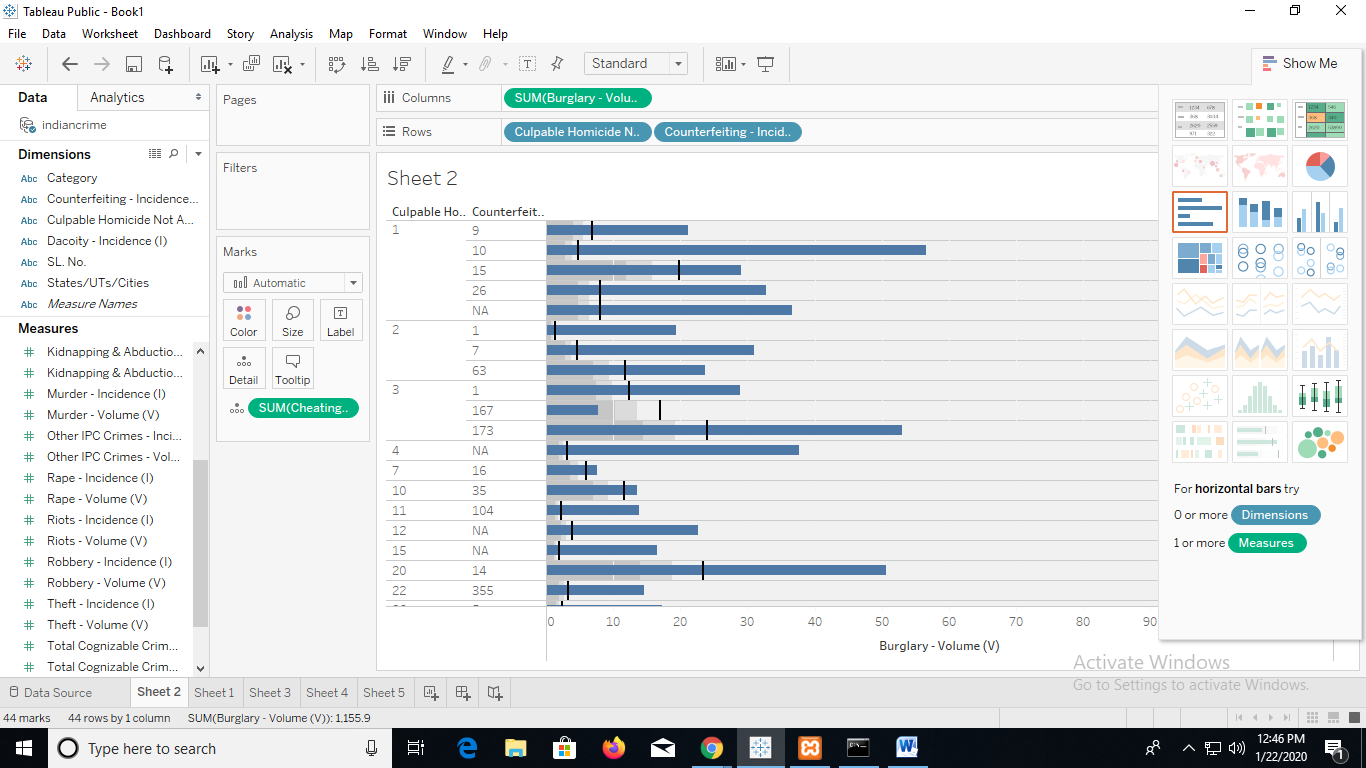 Tableau Public - Book1
File Data Worksheet Dashboard Story Analysis Map Format Window Help
Standard
Show Me
Data Analytics
indiancrime
Dimensions
Abc Category
Abc Counterfeiting - Incidence...
Abc Culpable Homicide Not A...
Abc Dacoity - Incidence (I)
Abc SL. No.
Abc States/UTs/Cities
Abc Measure Names
Measures
# Kidnapping & Abductio...
# Kidnapping & Abductio...
# Murder - Incidence (I)
# Murder - Volume (V)
# Other IPC Crimes - Inci...
# Other IPC Crimes - Vol...
# Rape - Incidence (I)
# Rape - Volume (V)
# Riots - Incidence (I)
# Riots - Volume (V)
# Robbery - Incidence (I)
# Robbery - Volume (V)
# Theft - Incidence (I)
# Theft - Volume (V)
# Total Cognizable Crim...
# Total Cognizable Crim...
Pages
Filters
Marks
Automatic
Color Size Label
Detail Tooltip
SUM(Cheating..
Columns SUM(Burglary - Volu..
Rows Culpable Homicide N.. Counterfeiting - Incid..
Sheet 2
Culpable Ho.. Counterfeit..
1 9
10
15
26
NA
2 1
7
63
3 1
167
173
4 NA
7 16
10 35
11 104
12 NA
15 NA
20 14
22 355
0 10 20 30 40 50 60 70 80 90
Burglary - Volume (V)
For horizontal bars try
0 or more Dimensions
1 or more Measures
Activate Windows
Go to Settings to activate Windows.
Data Source Sheet 2 Sheet 1 Sheet 3 Sheet 4 Sheet 5
44 marks 44 rows by 1 column SUM(Burglary - Volume (V)): 1,155.9
Type here to search
12:46 PM
1/22/2020
1